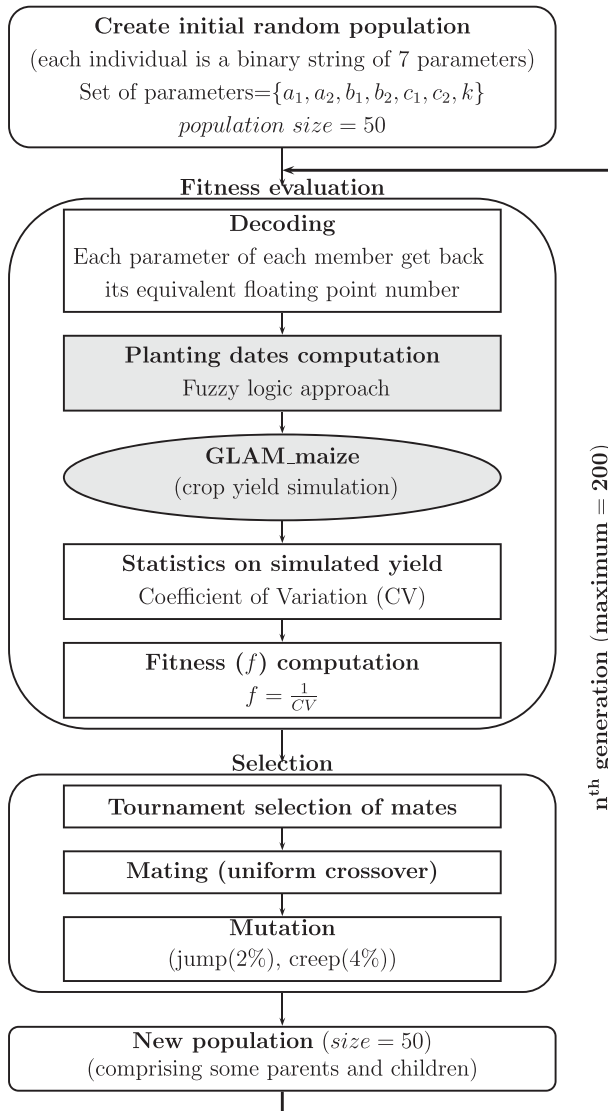 Create initial random population
(each individual is a binary string of 7 parameters)
Set of parameters={a₁, a₂, b₁, b₂, c₁, c₂, k}
population size = 50
Fitness evaluation
Decoding
Each parameter of each member get back
its equivalent floating point number
Planting dates computation
Fuzzy logic approach
GLAM_maize
(crop yield simulation)
Statistics on simulated yield
Coefficient of Variation (CV)
Fitness (f) computation
f = 1/CV
Selection
Tournament selection of mates
Mating (uniform crossover)
Mutation
(jump(2%), creep(4%))
New population (size = 50)
(comprising some parents and children)
nᵗʰ generation (maximum = 200)